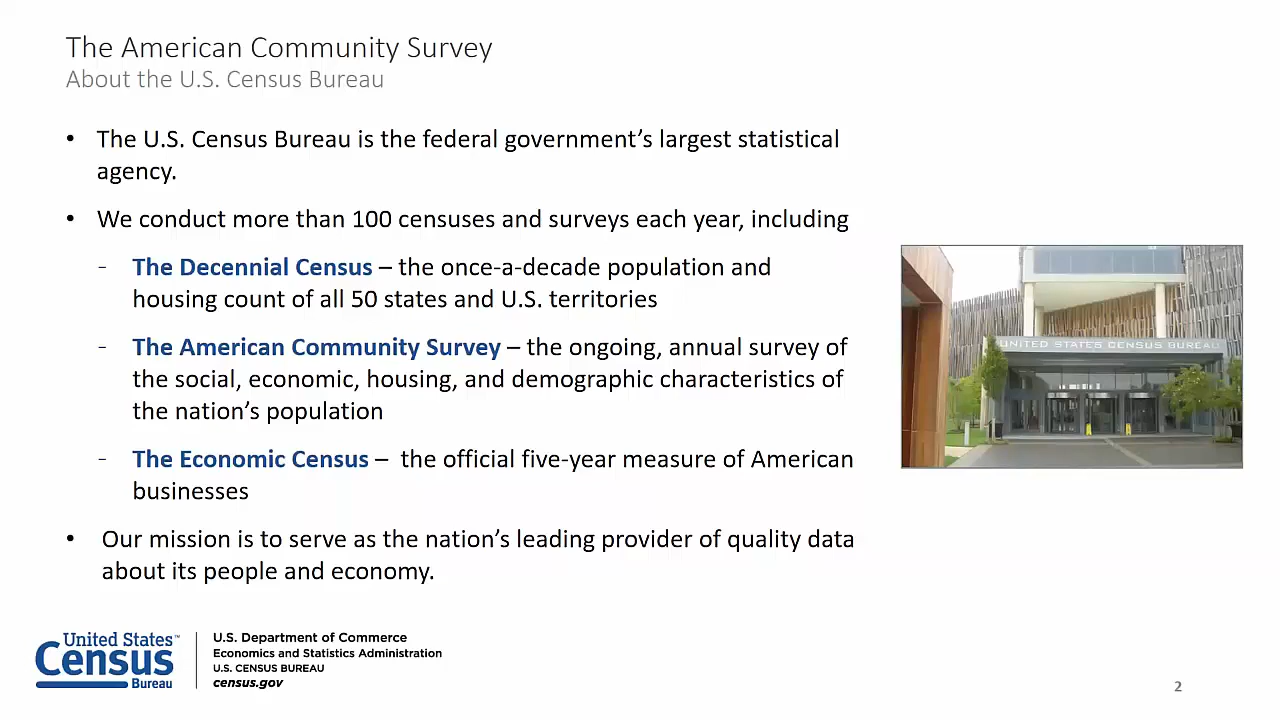 The American Community Survey
About the U.S. Census Bureau
• The U.S. Census Bureau is the federal government’s largest statistical
agency.
• We conduct more than 100 censuses and surveys each year, including
- The Decennial Census – the once-a-decade population and
housing count of all 50 states and U.S. territories
- The American Community Survey – the ongoing, annual survey of
the social, economic, housing, and demographic characteristics of
the nation’s population
- The Economic Census – the official five-year measure of American
businesses
• Our mission is to serve as the nation’s leading provider of quality data
about its people and economy.
UNITED STATES CENSUS BUREAU
United States™
Census
Bureau
U.S. Department of Commerce
Economics and Statistics Administration
U.S. CENSUS BUREAU
census.gov
2